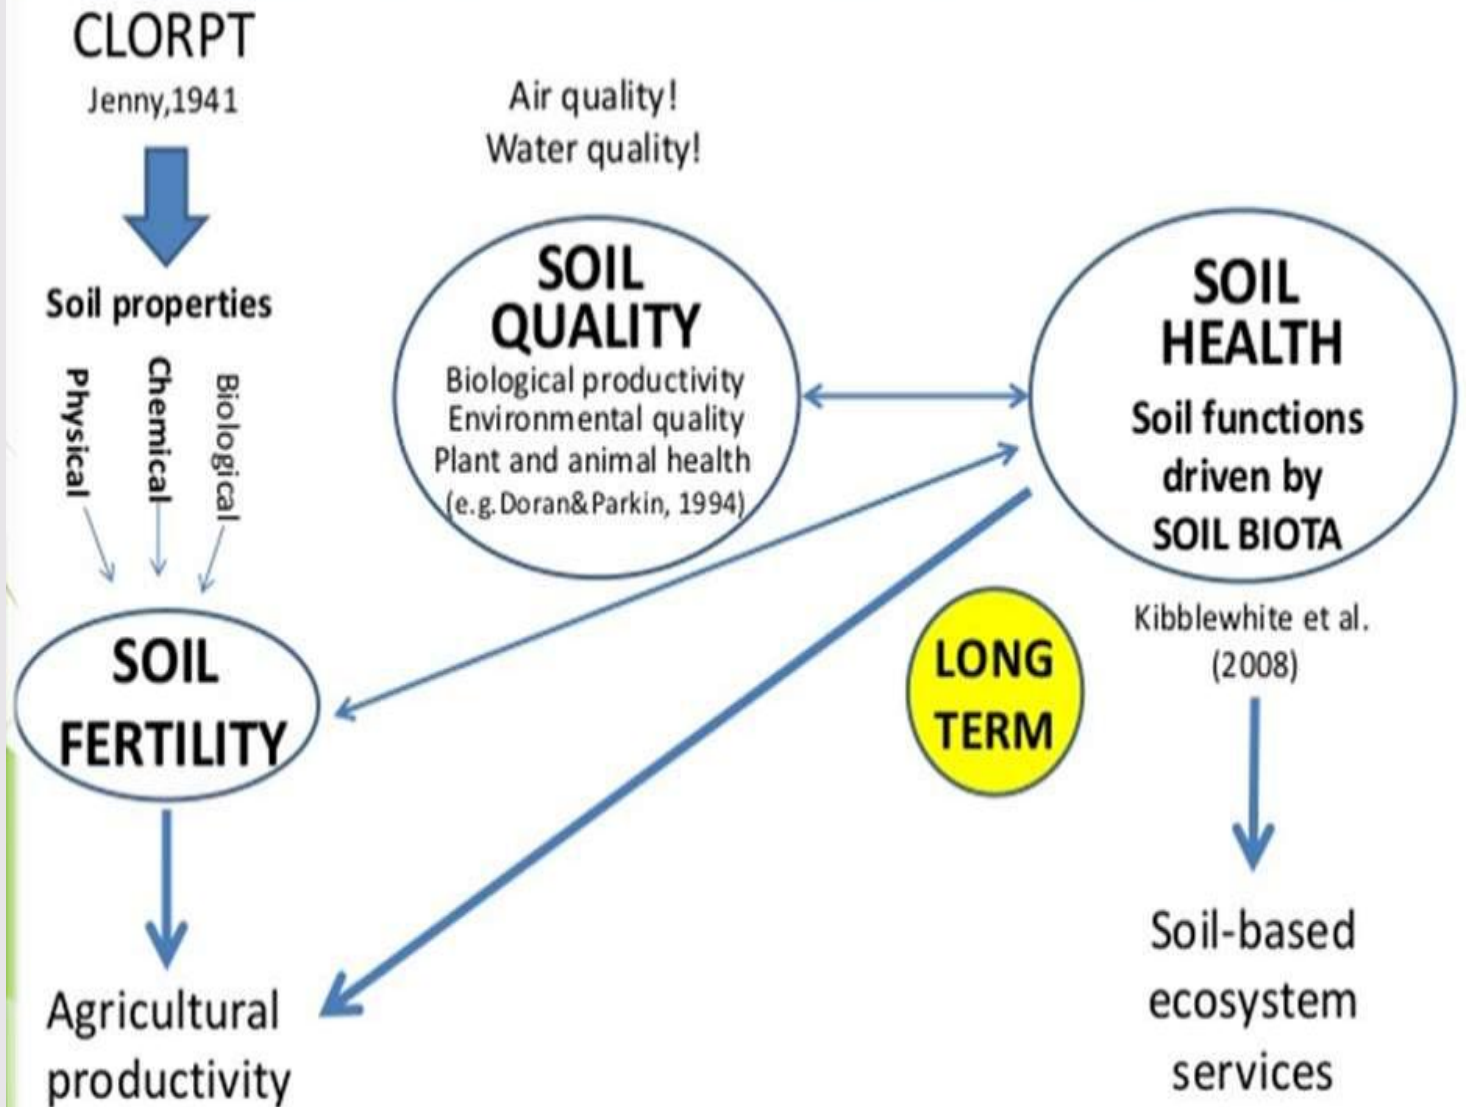 CLORPT
Jenny,1941
Soil properties
Physical
Chemical
Biological
SOIL
FERTILITY
Agricultural
productivity
Air quality!
Water quality!
SOIL
QUALITY
Biological productivity
Environmental quality
Plant and animal health
(e.g.Doran&Parkin, 1994)
SOIL
HEALTH
Soil functions
driven by
SOIL BIOTA
Kibblewhite et al.
(2008)
LONG
TERM
Soil-based
ecosystem
services